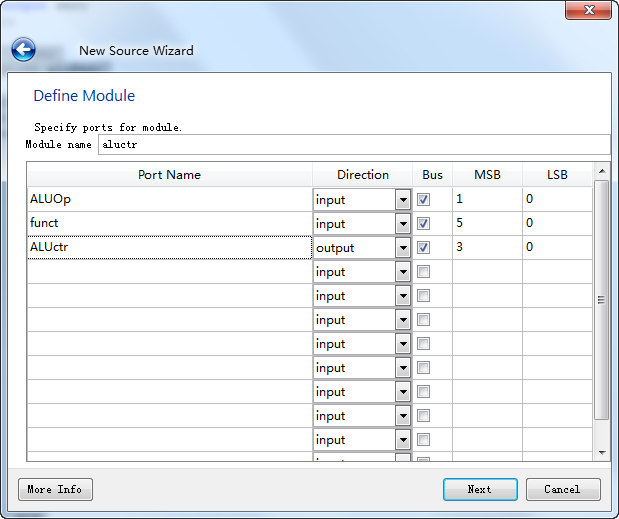 New Source Wizard
Define Module
Specify ports for module.
Module name aluctr
Port Name Direction Bus MSB LSB
ALUOp input 1 0
funct input 5 0
ALUctr output 3 0
input
input
input
input
input
input
input
input
More Info Next Cancel